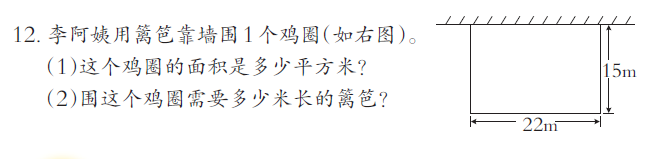 12. 李阿姨用篱笆靠墙围1个鸡圈(如右图)。
(1)这个鸡圈的面积是多少平方米?
(2)围这个鸡圈需要多少米长的篱笆?
15m
22m